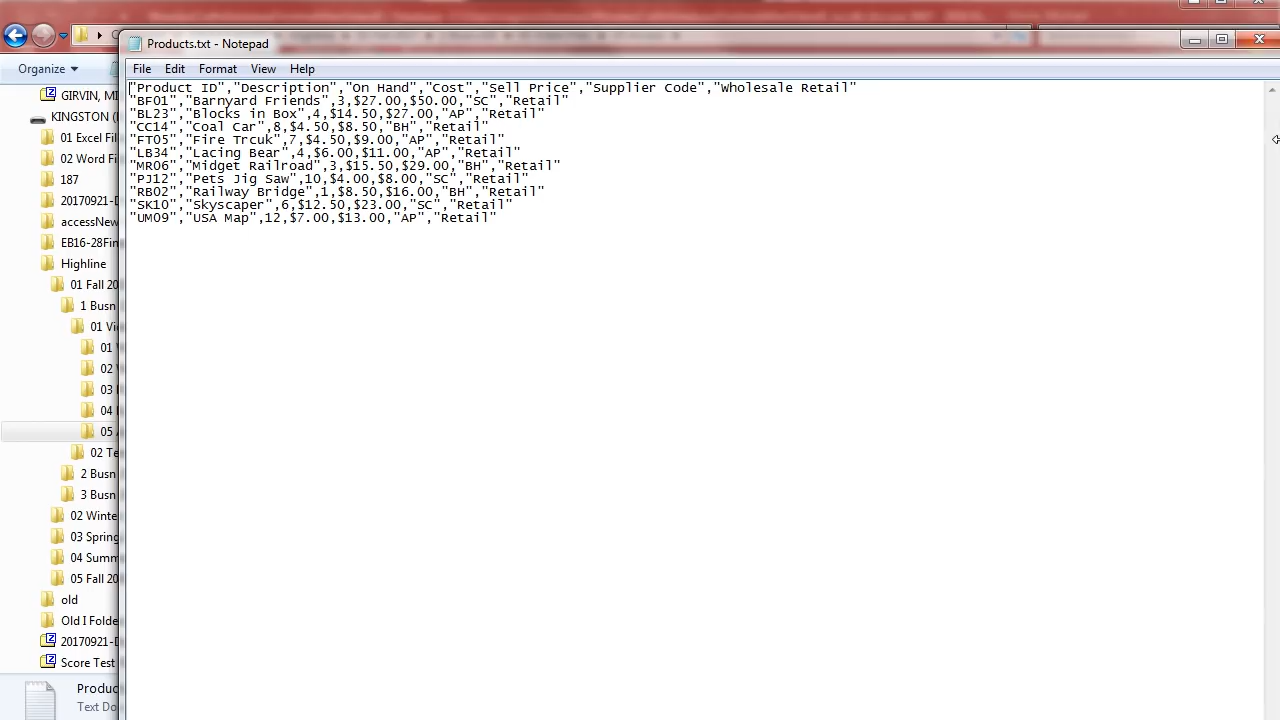 Products.txt - Notepad
Organize
File Edit Format View Help
"Product ID","Description","On Hand","Cost","Sell Price","Supplier Code","Wholesale Retail"
"BF01","Barnyard Friends",3,$27.00,$50.00,"SC","Retail"
"BL23","Blocks in Box",4,$14.50,$27.00,"AP","Retail"
"CC14","Coal Car",8,$4.50,$8.50,"BH","Retail"
"FT05","Fire Trcuk",7,$4.50,$9.00,"AP","Retail"
"LB34","Lacing Bear",4,$6.00,$11.00,"AP","Retail"
"MR06","Midget Railroad",3,$15.50,$29.00,"BH","Retail"
"PJ12","Pets Jig Saw",10,$4.00,$8.00,"SC","Retail"
"RB02","Railway Bridge",1,$8.50,$16.00,"BH","Retail"
"SK10","Skyscaper",6,$12.50,$23.00,"SC","Retail"
"UM09","USA Map",12,$7.00,$13.00,"AP","Retail"
GIRVIN, MI
KINGSTON (
01 Excel Fil
02 Word Fi
187
20170921-D
accessNew
EB16-28Fin
Highline
01 Fall 20
1 Busn
01 Vi
01
02
03
04
05
02 Te
2 Busn
3 Busn
02 Winte
03 Spring
04 Summ
05 Fall 20
old
Old I Folde
20170921-D
Score Test
Produc
Text Do